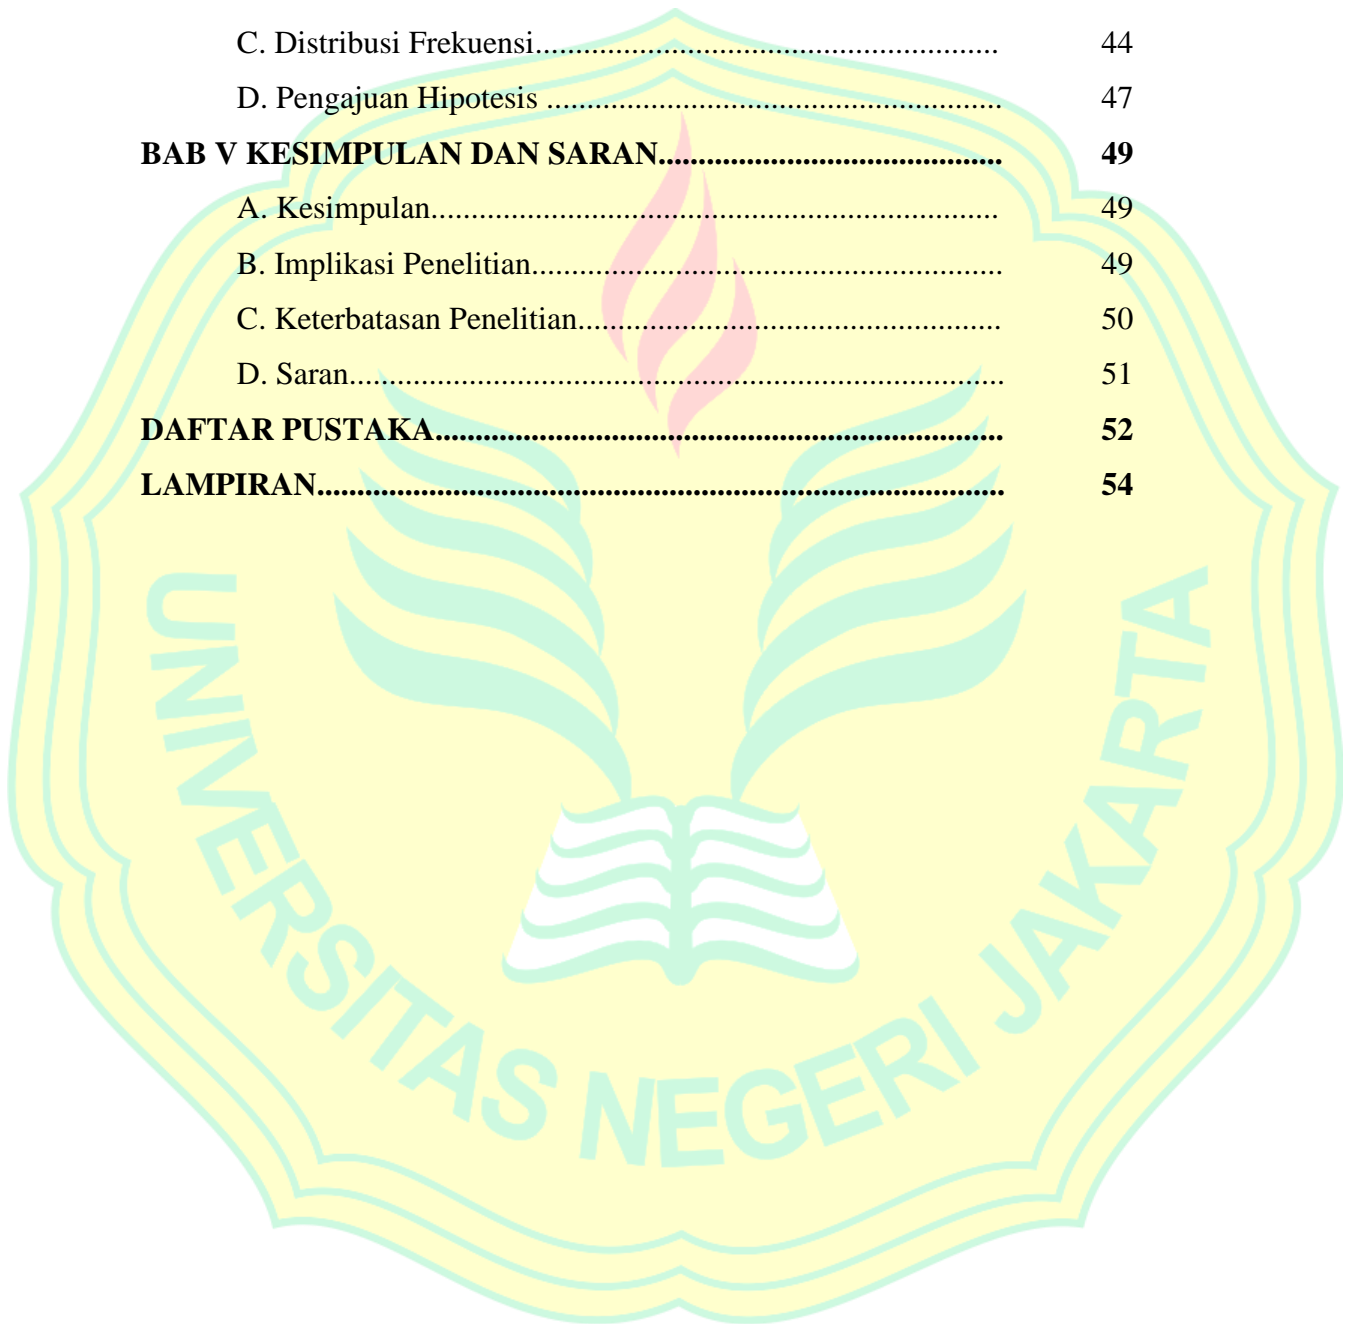 C. Distribusi Frekuensi.......................................................... 44
D. Pengajuan Hipotesis ......................................................... 47
BAB V KESIMPULAN DAN SARAN.......................................... 49
A. Kesimpulan....................................................................... 49
B. Implikasi Penelitian........................................................... 49
C. Keterbatasan Penelitian..................................................... 50
D. Saran.................................................................................. 51
DAFTAR PUSTAKA...................................................................... 52
LAMPIRAN..................................................................................... 54
UNIVERSITAS NEGERI JAKARTA